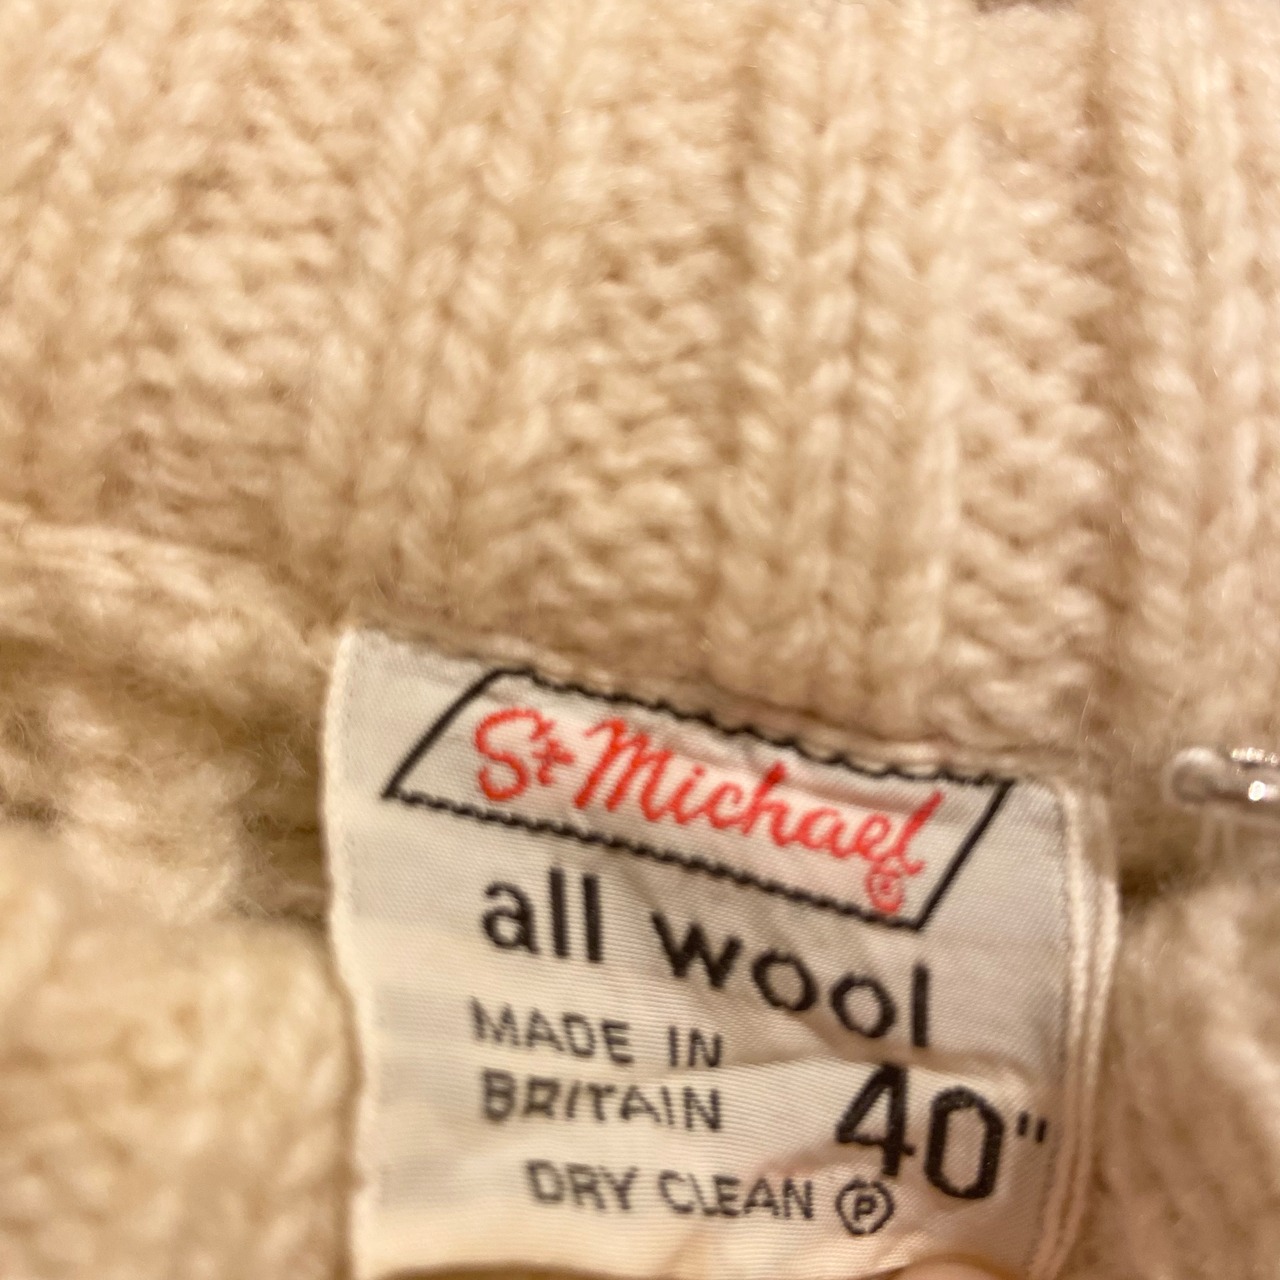 St Michael®
all wool
MADE IN
BRITAIN 40"
DRY CLEAN Ⓟ